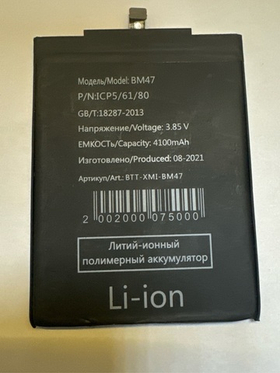 Модель/Model: BM47
P/N:ICP5/61/80
GB/T:18287-2013
Напряжение/Voltage: 3.85 V
ЕМКОСТЬ/Capacity: 4100mAh
Изготовлено/Produced: 08-2021
Артикул/Art.: BTT-XMI-BM47
2 002000 075000
Литий-ионный
полимерный аккумулятор
Li-ion